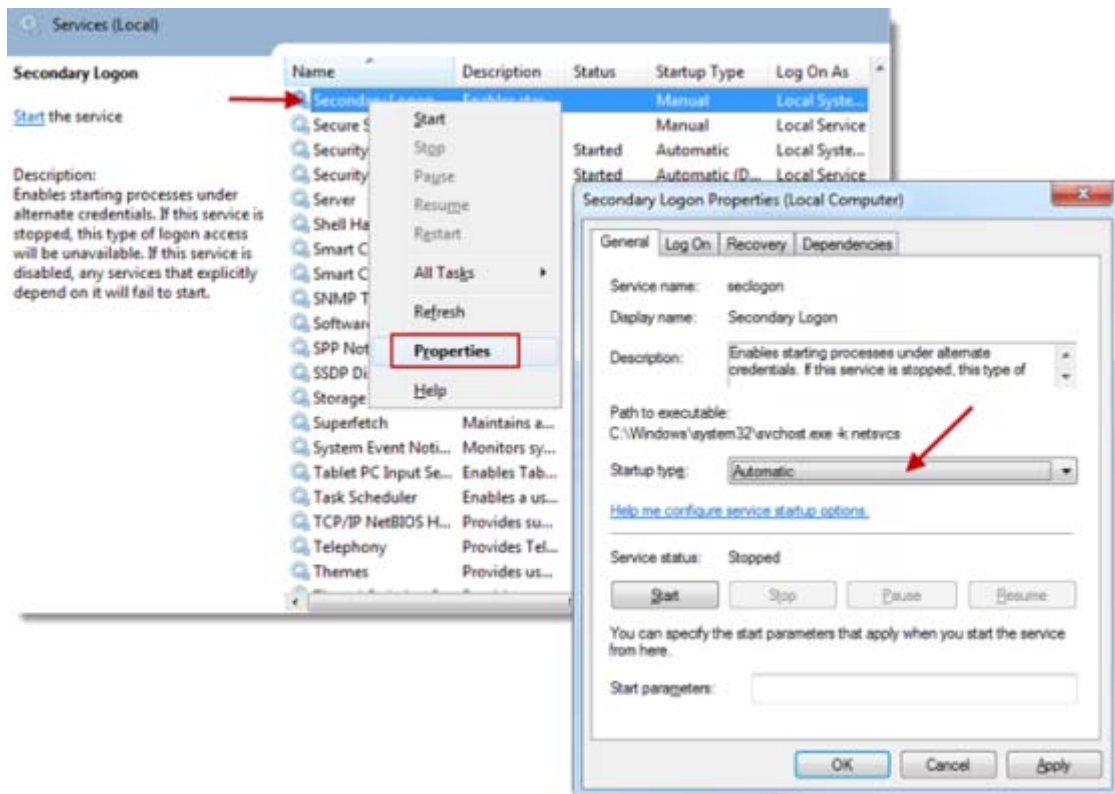 Services (Local)
Secondary Logon
Start the service
Description:
Enables starting processes under
alternate credentials. If this service is
stopped, this type of logon access
will be unavailable. If this service is
disabled, any services that explicitly
depend on it will fail to start.
Name Description Status Startup Type Log On As
Secondary Logon Enables star... Manual Local Syste...
Secure S Manual Local Service
Security Started Automatic Local Syste...
Security Started Automatic (D... Local Service
Server
Shell Ha
Smart C
Smart C
SNMP T
Software
SPP Not
SSDP Di
Storage
Superfetch Maintains a...
System Event Noti... Monitors sy...
Tablet PC Input Se... Enables Tab...
Task Scheduler Enables a us...
TCP/IP NetBIOS H... Provides su...
Telephony Provides Tel...
Themes Provides us...
Start
Stop
Pause
Resume
Restart
All Tasks
Refresh
Properties
Help
Secondary Logon Properties (Local Computer)
General Log On Recovery Dependencies
Service name: seclogon
Display name: Secondary Logon
Description: Enables starting processes under alternate
credentials. If this service is stopped, this type of
Path to executable:
C:\Windows\system32\svchost.exe -k netsvcs
Startup type: Automatic
Help me configure service startup options.
Service status: Stopped
Start Stop Pause Resume
You can specify the start parameters that apply when you start the service
from here.
Start parameters:
OK Cancel Apply